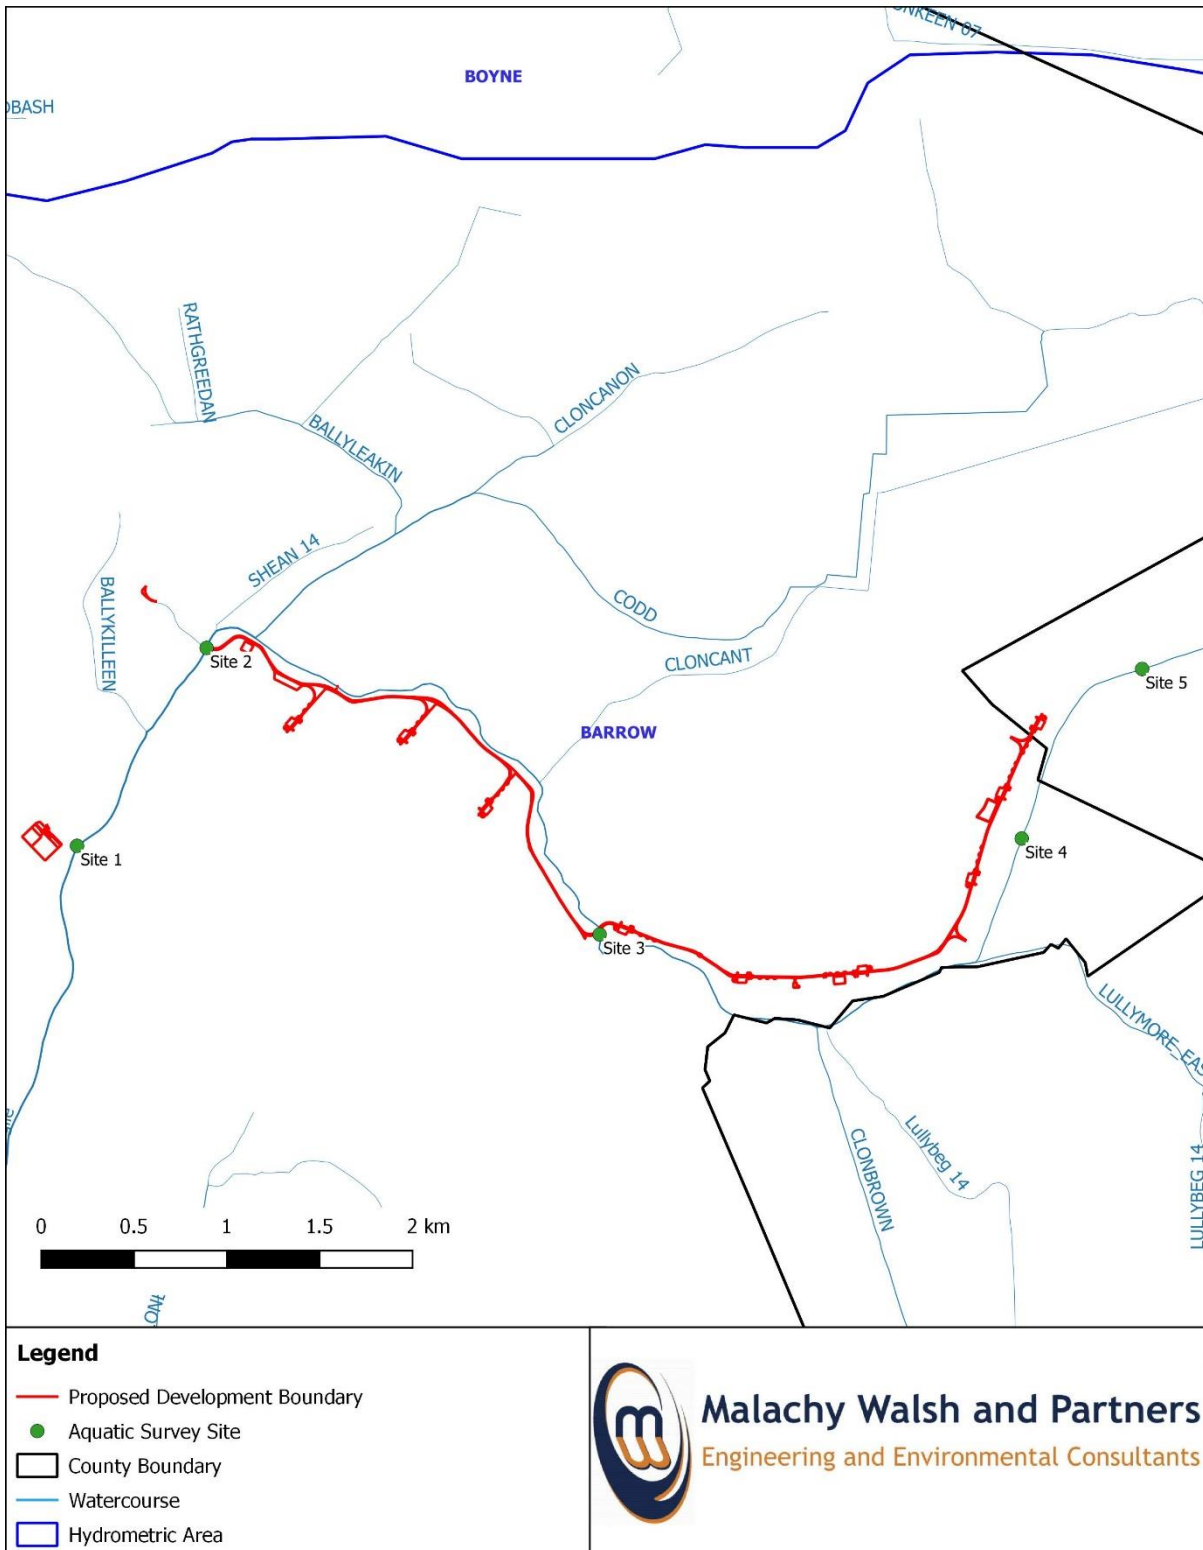 BOYNE
RATHGREEDAN
BALLYLEAKIN
CLONCANON
SHEAN 14
BALLYKILLEEN
CODD
CLONCANT
Site 2
Site 5
BARROW
Site 1
Site 4
Site 3
CLONBROWN
Lullybeg 14
LULLYBEG 14
0 0.5 1 1.5 2 km
Legend
Proposed Development Boundary
Aquatic Survey Site
County Boundary
Watercourse
Hydrometric Area
Malachy Walsh and Partners
Engineering and Environmental Consultants